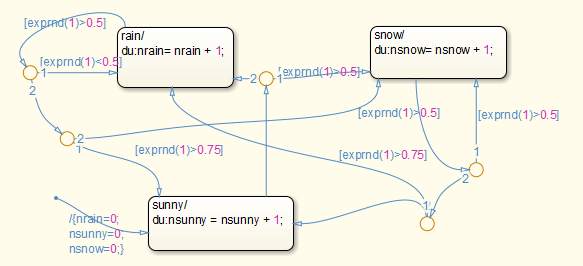 [exprnd(1)>0.5]
rain/
du:nrain= nrain + 1;
snow/
du:nsnow= nsnow + 1;
1
[exprnd(1)<0.5]
2
1
[exprnd(1)>0.5]
2
[exprnd(1)>0.5]
[exprnd(1)>0.5]
2
1
[exprnd(1)>0.75]
[exprnd(1)>0.75]
1
2
sunny/
du:nsunny = nsunny + 1;
1
/{nrain=0;
nsunny=0;
nsnow=0;}